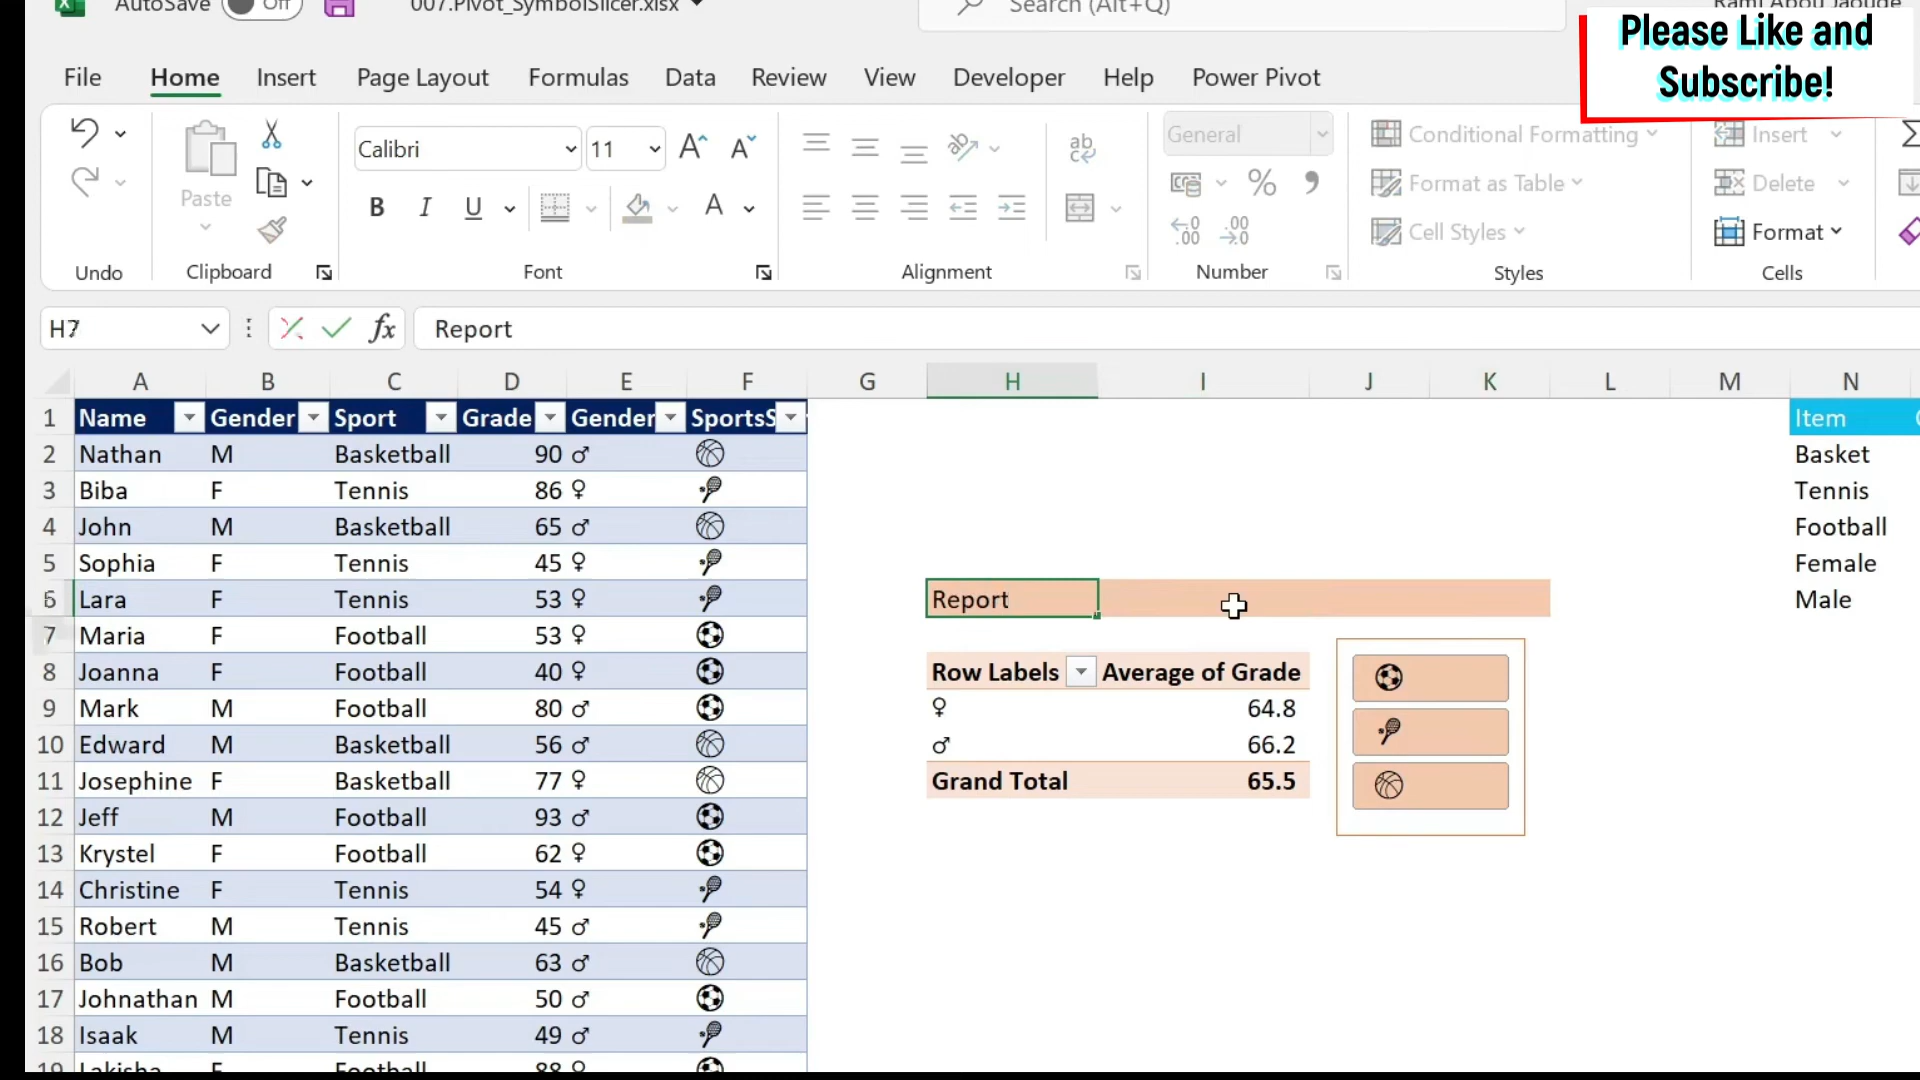 AutoSave Off 007.Pivot_SymbolSlicer.xlsx Search (Alt+Q) Rami Abou Jaoude
Please Like and
Subscribe!
File Home Insert Page Layout Formulas Data Review View Developer Help Power Pivot
Calibri 11 General Conditional Formatting Insert
Paste Format as Table Delete
Cell Styles Format
Undo Clipboard Font Alignment Number Styles Cells
Report
A B C D E F G H I J K L M N
1 Name Gender Sport Grade Gender SportsS Item
2 Nathan M Basketball 90 ♂ Basket
3 Biba F Tennis 86 ♀ Tennis
4 John M Basketball 65 ♂ Football
5 Sophia F Tennis 45 ♀ Female
6 Lara F Tennis 53 ♀ Report Male
7 Maria F Football 53 ♀
8 Joanna F Football 40 ♀ Row Labels Average of Grade
9 Mark M Football 80 ♂ ♀ 64.8
10 Edward M Basketball 56 ♂ ♂ 66.2
11 Josephine F Basketball 77 ♀ Grand Total 65.5
12 Jeff M Football 93 ♂
13 Krystel F Football 62 ♀
14 Christine F Tennis 54 ♀
15 Robert M Tennis 45 ♂
16 Bob M Basketball 63 ♂
17 Johnathan M Football 50 ♂
18 Isaak M Tennis 49 ♂
19 Lakisha F Football 88 ♀